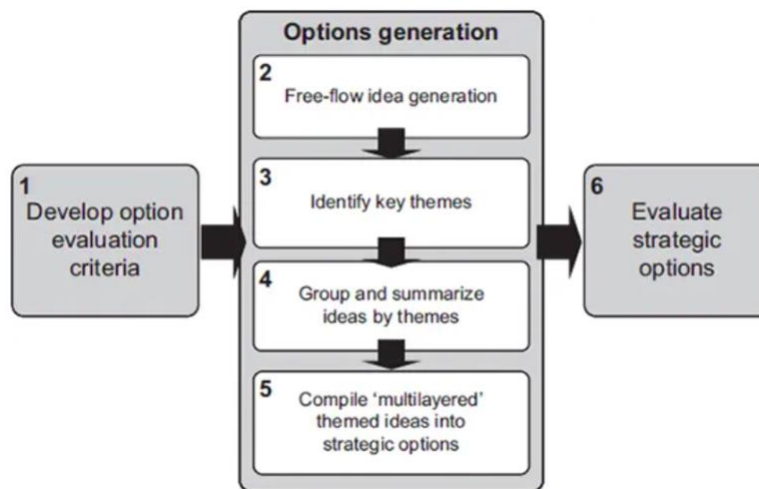 1
Develop option
evaluation
criteria
Options generation
2
Free-flow idea generation
3
Identify key themes
4
Group and summarize
ideas by themes
5
Compile ‘multilayered’
themed ideas into
strategic options
6
Evaluate
strategic
options